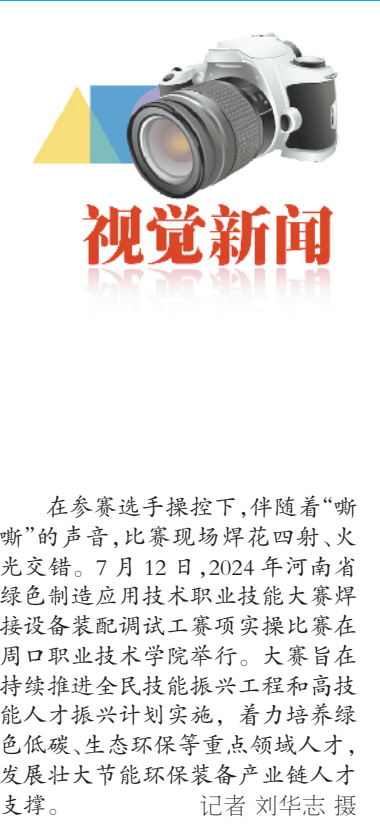 视觉新闻
在参赛选手操控下,伴随着“嘶
嘶”的声音,比赛现场焊花四射、火
光交错。7月12日,2024年河南省
绿色制造应用技术职业技能大赛焊
接设备装配调试工赛项实操比赛在
周口职业技术学院举行。大赛旨在
持续推进全民技能振兴工程和高技
能人才振兴计划实施，着力培养绿
色低碳、生态环保等重点领域人才,
发展壮大节能环保装备产业链人才
支撑。 记者 刘华志 摄